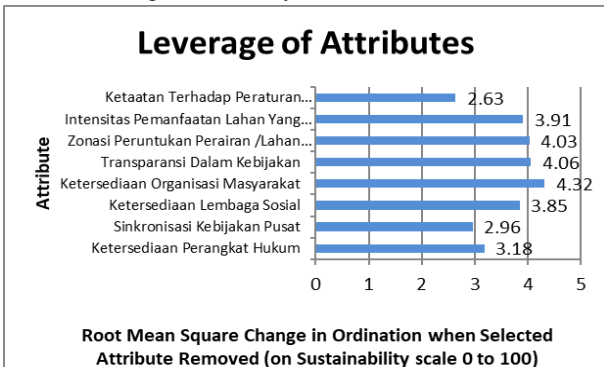 Leverage of Attributes
Attribute
Ketaatan Terhadap Peraturan... 2.63
Intensitas Pemanfaatan Lahan Yang... 3.91
Zonasi Peruntukan Perairan /Lahan... 4.03
Transparansi Dalam Kebijakan 4.06
Ketersediaan Organisasi Masyarakat 4.32
Ketersediaan Lembaga Sosial 3.85
Sinkronisasi Kebijakan Pusat 2.96
Ketersediaan Perangkat Hukum 3.18
0 1 2 3 4 5
Root Mean Square Change in Ordination when Selected
Attribute Removed (on Sustainability scale 0 to 100)